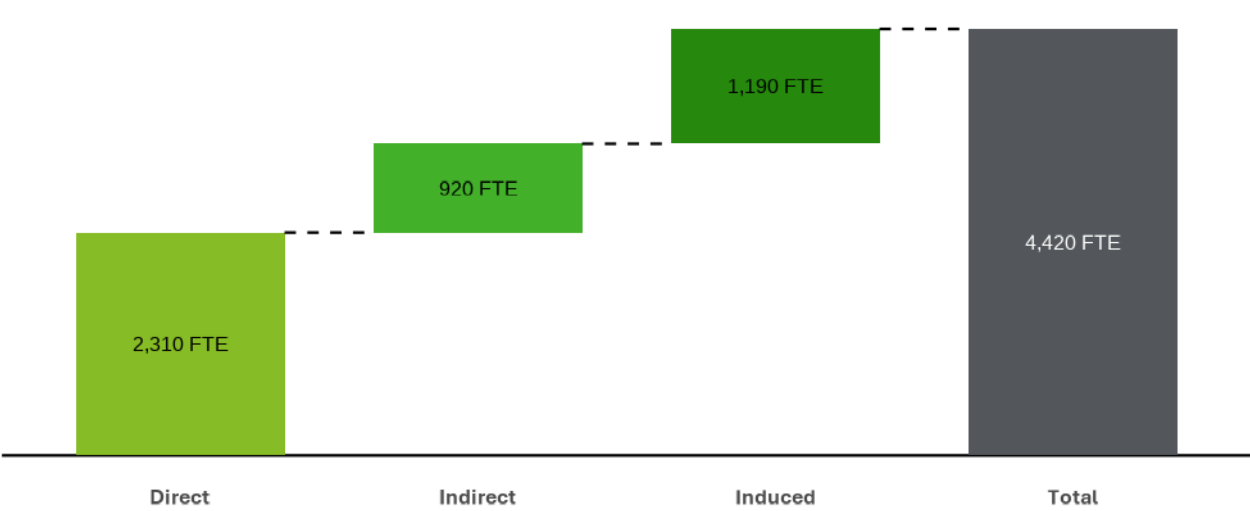 1,190 FTE
920 FTE
4,420 FTE
2,310 FTE
Direct Indirect Induced Total